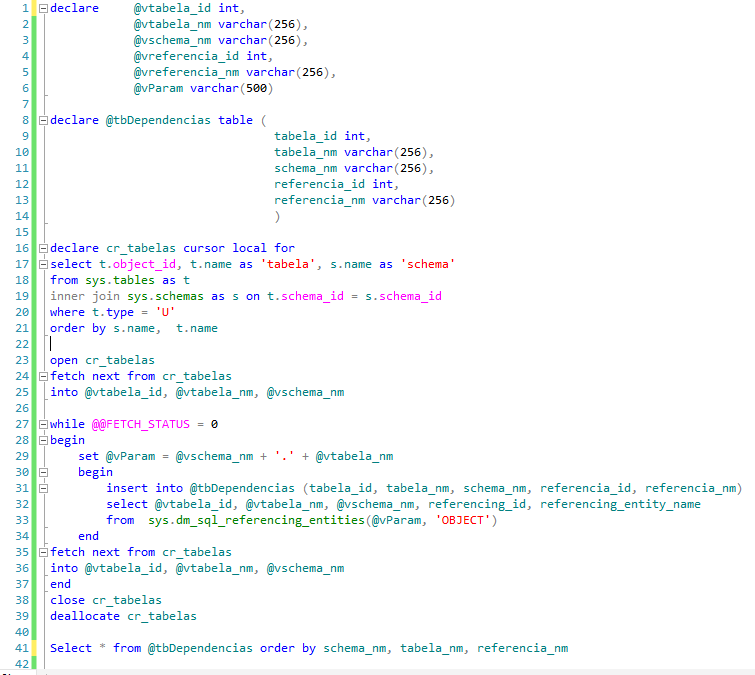 1 declare @vtabela_id int,
2 @vtabela_nm varchar(256),
3 @vschema_nm varchar(256),
4 @vreferencia_id int,
5 @vreferencia_nm varchar(256),
6 @vParam varchar(500)
7
8 declare @tbDependencias table (
9 tabela_id int,
10 tabela_nm varchar(256),
11 schema_nm varchar(256),
12 referencia_id int,
13 referencia_nm varchar(256)
14 )
15
16 declare cr_tabelas cursor local for
17 select t.object_id, t.name as 'tabela', s.name as 'schema'
18 from sys.tables as t
19 inner join sys.schemas as s on t.schema_id = s.schema_id
20 where t.type = 'U'
21 order by s.name, t.name
22
23 open cr_tabelas
24 fetch next from cr_tabelas
25 into @vtabela_id, @vtabela_nm, @vschema_nm
26
27 while @@FETCH_STATUS = 0
28 begin
29 set @vParam = @vschema_nm + '.' + @vtabela_nm
30 begin
31 insert into @tbDependencias (tabela_id, tabela_nm, schema_nm, referencia_id, referencia_nm)
32 select @vtabela_id, @vtabela_nm, @vschema_nm, referencing_id, referencing_entity_name
33 from sys.dm_sql_referencing_entities(@vParam, 'OBJECT')
34 end
35 fetch next from cr_tabelas
36 into @vtabela_id, @vtabela_nm, @vschema_nm
37 end
38 close cr_tabelas
39 deallocate cr_tabelas
40
41 Select * from @tbDependencias order by schema_nm, tabela_nm, referencia_nm
42